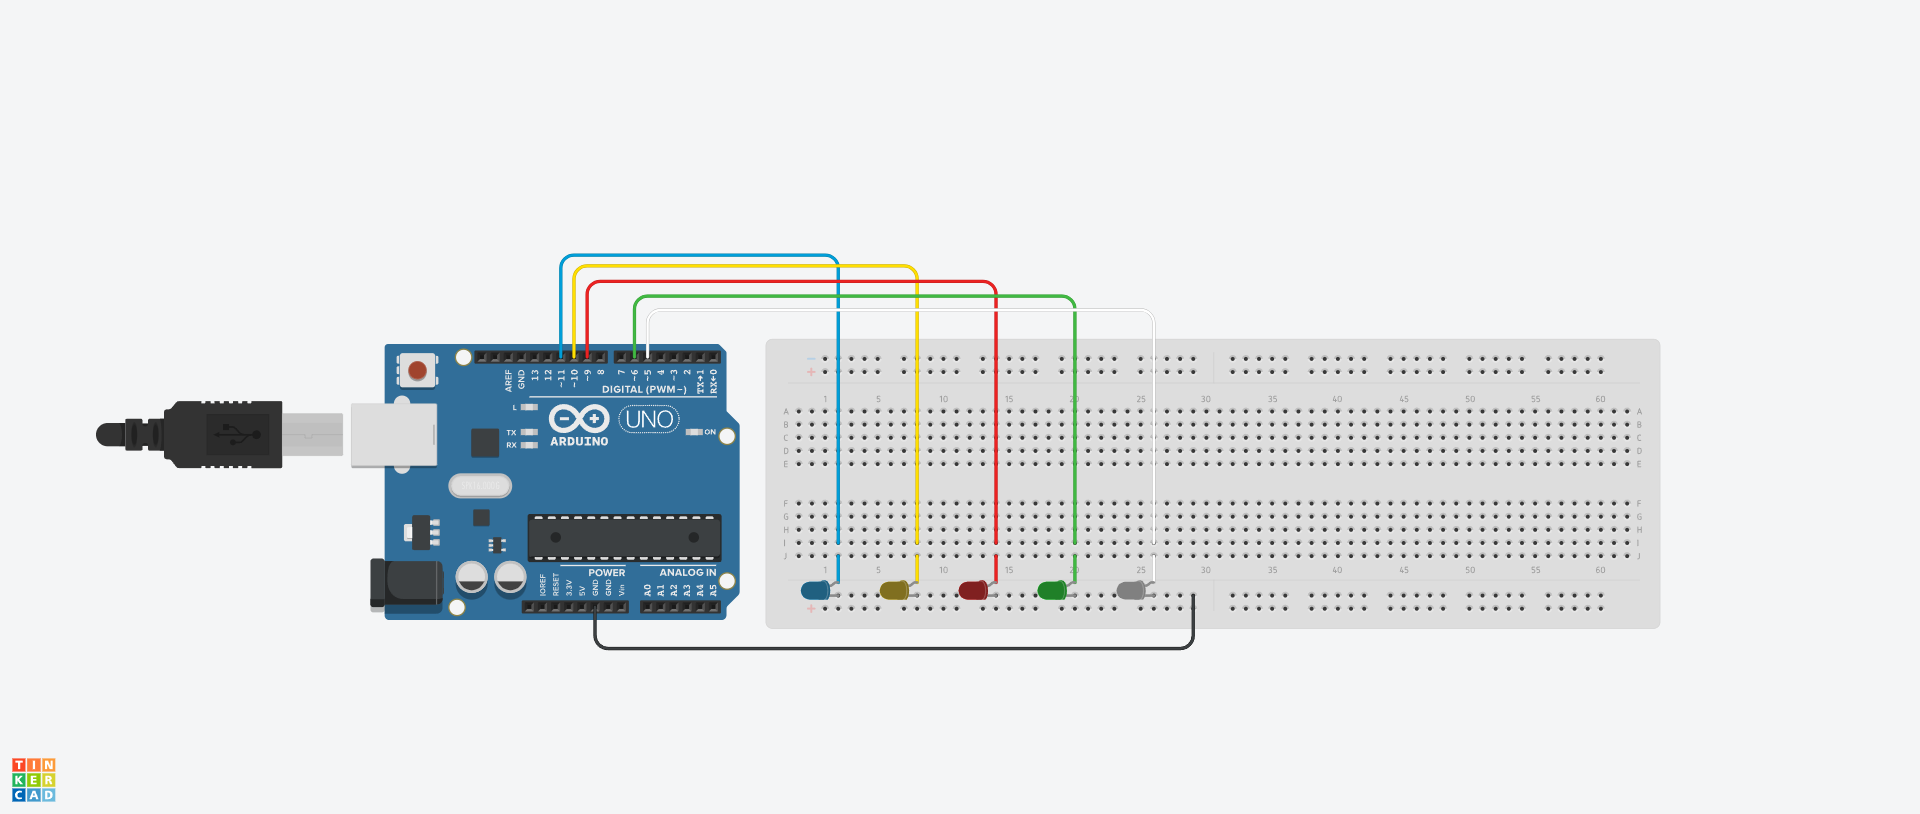 AREF
GND
13
12
~11
~10
~9
8
7
~6
~5
4
~3
2
TX→1
RX←0
DIGITAL (PWM~)
L
TX
RX
ARDUINO
UNO
ON
POWER
ANALOG IN
IOREF
RESET
3.3V
5V
GND
GND
Vin
A0
A1
A2
A3
A4
A5
− +
1 5 10 15 20 25 30 35 40 45 50 55 60
A A
B B
C C
D D
E E
F F
G G
H H
I I
J J
1 5 10 15 20 25 30 35 40 45 50 55 60
+
TIN
KER
CAD